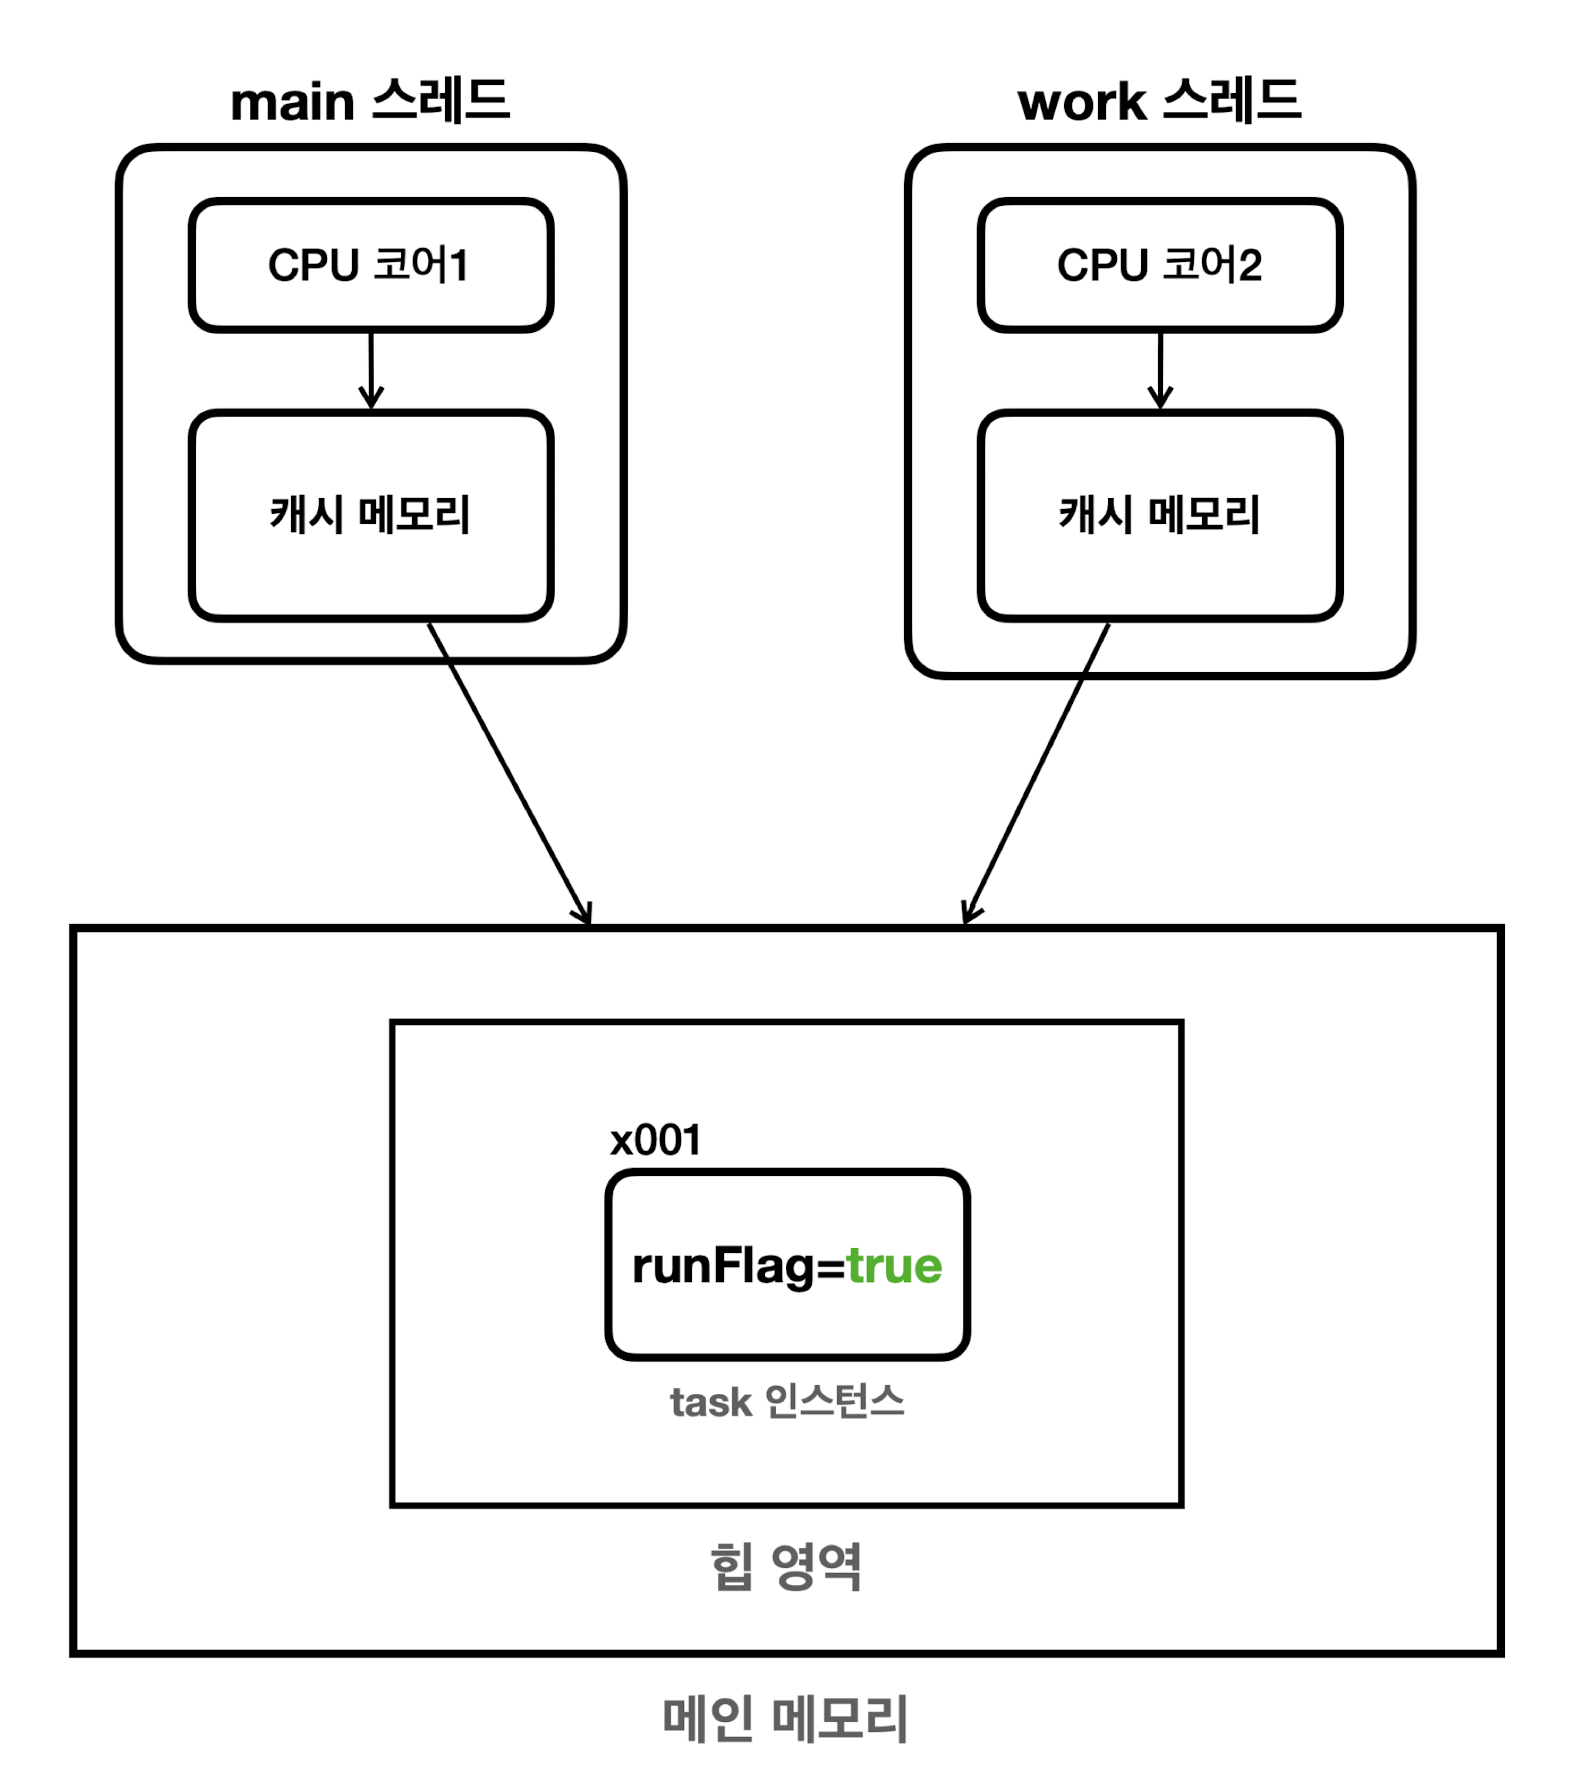 main 스레드
work 스레드
CPU 코어1
CPU 코어2
캐시 메모리
캐시 메모리
x001
runFlag=true
task 인스턴스
힙 영역
메인 메모리